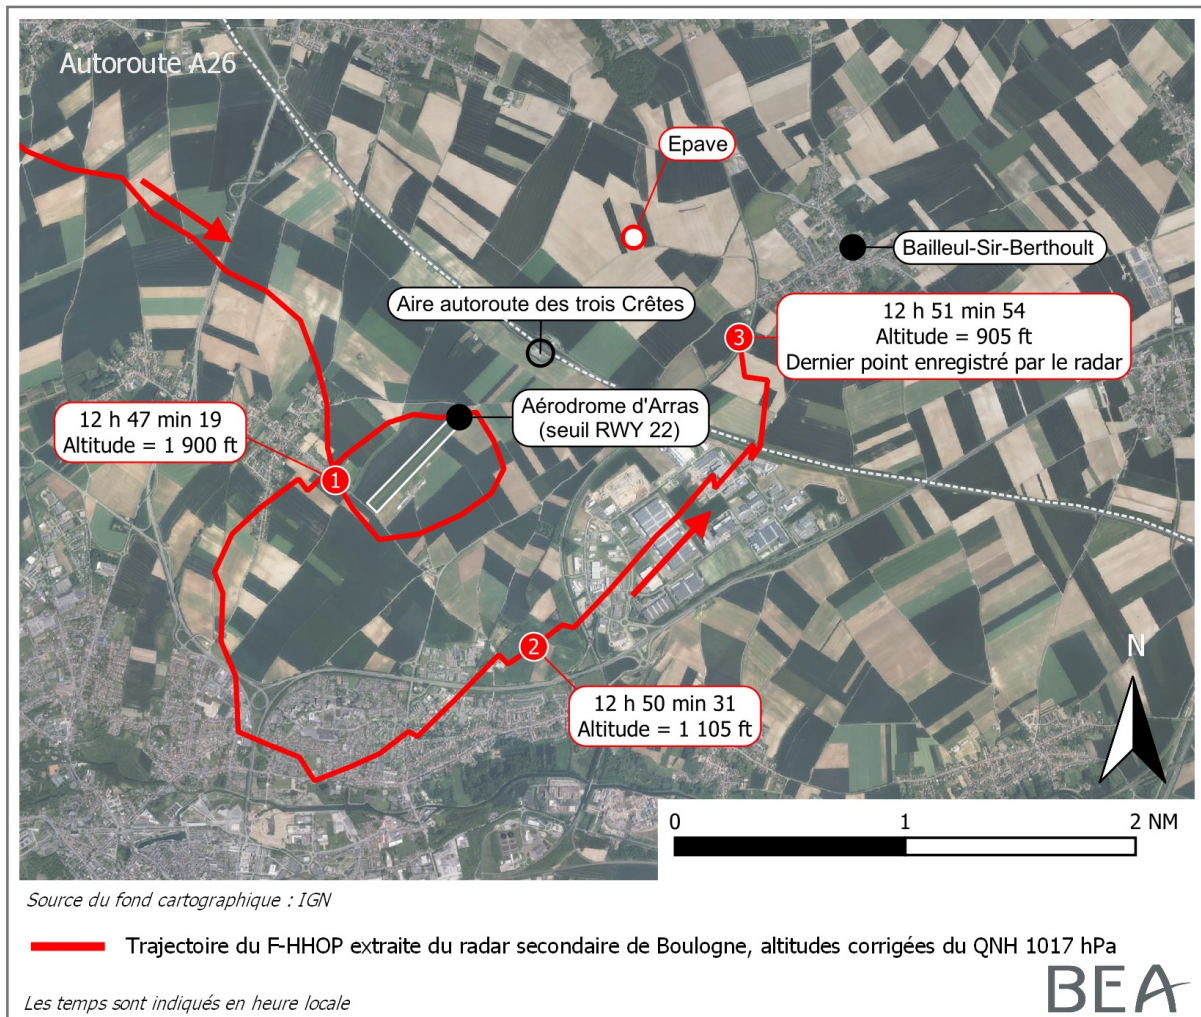 Autoroute A26
Epave
Bailleul-Sir-Berthoult
Aire autoroute des trois Crêtes
12 h 51 min 54
Altitude = 905 ft
Dernier point enregistré par le radar
3
12 h 47 min 19
Altitude = 1 900 ft
Aérodrome d'Arras
(seuil RWY 22)
1
2
12 h 50 min 31
Altitude = 1 105 ft
N
0 1 2 NM
Source du fond cartographique : IGN
Trajectoire du F-HHOP extraite du radar secondaire de Boulogne, altitudes corrigées du QNH 1017 hPa
Les temps sont indiqués en heure locale
BEA